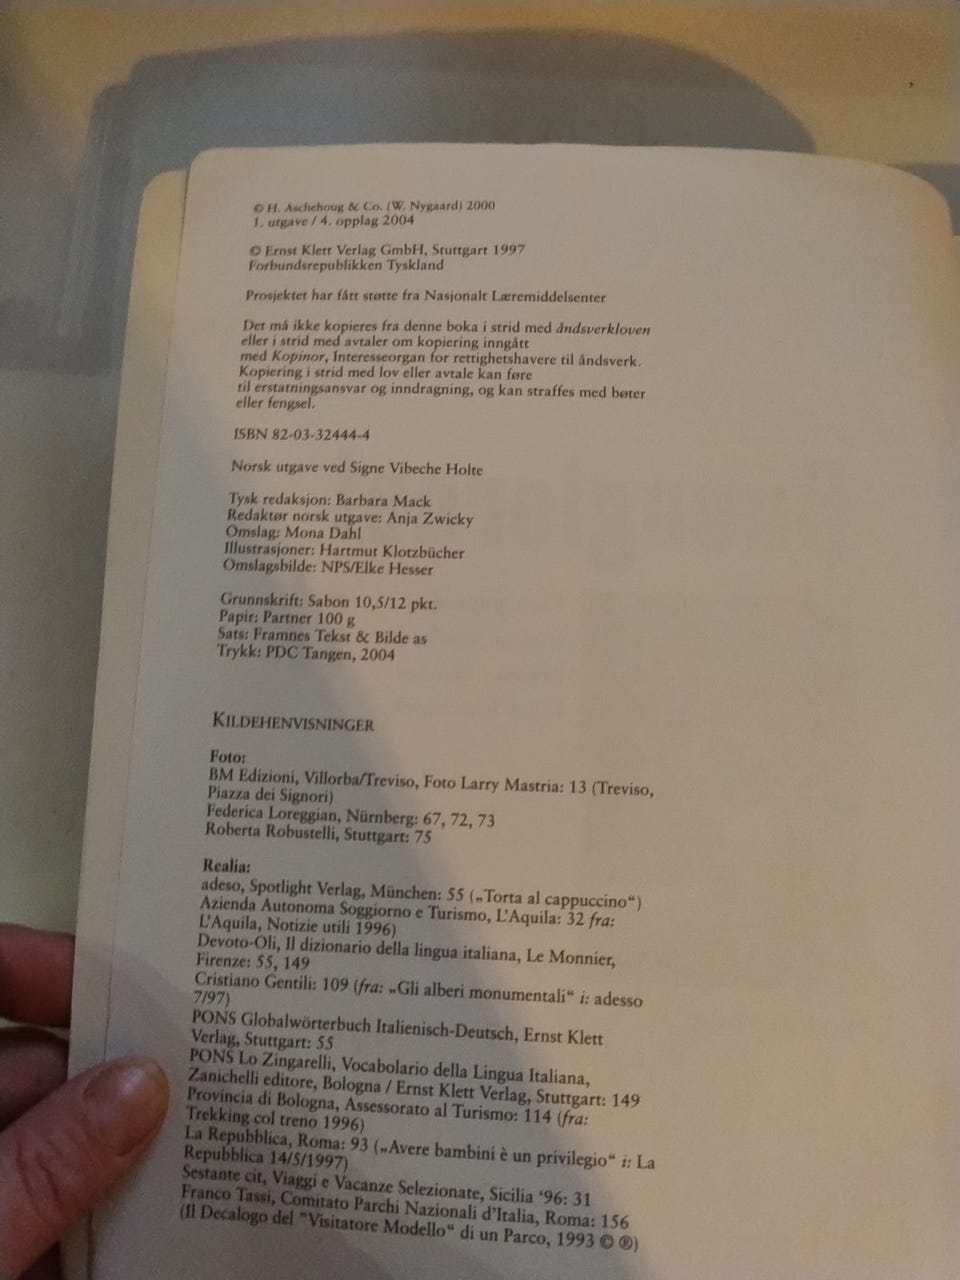 © H. Aschehoug & Co. (W. Nygaard) 2000
1. utgave / 4. opplag 2004
© Ernst Klett Verlag GmbH, Stuttgart 1997
Forbundsrepublikken Tyskland
Prosjektet har fått støtte fra Nasjonalt Læremiddelsenter
Det må ikke kopieres fra denne boka i strid med åndsverkloven
eller i strid med avtaler om kopiering inngått
med Kopinor, Interesseorgan for rettighetshavere til åndsverk.
Kopiering i strid med lov eller avtale kan føre
til erstatningsansvar og inndragning, og kan straffes med bøter
eller fengsel.
ISBN 82-03-32444-4
Norsk utgave ved Signe Vibeche Holte
Tysk redaksjon: Barbara Mack
Redaktør norsk utgave: Anja Zwicky
Omslag: Mona Dahl
Illustrasjoner: Hartmut Klotzbücher
Omslagsbilde: NPS/Elke Hesser
Grunnskrift: Sabon 10,5/12 pkt.
Papir: Partner 100 g
Sats: Framnes Tekst & Bilde as
Trykk: PDC Tangen, 2004
KILDEHENVISNINGER
Foto:
BM Edizioni, Villorba/Treviso, Foto Larry Mastria: 13 (Treviso,
Piazza dei Signori)
Federica Loreggian, Nürnberg: 67, 72, 73
Roberta Robustelli, Stuttgart: 75
Realia:
adeso, Spotlight Verlag, München: 55 („Torta al cappuccino“)
Azienda Autonoma Soggiorno e Turismo, L'Aquila: 32 fra:
L'Aquila, Notizie utili 1996)
Devoto-Oli, Il dizionario della lingua italiana, Le Monnier,
Firenze: 55, 149
Cristiano Gentili: 109 (fra: „Gli alberi monumentali“ i: adesso
7/97)
PONS Globalwörterbuch Italienisch-Deutsch, Ernst Klett
Verlag, Stuttgart: 55
PONS Lo Zingarelli, Vocabolario della Lingua Italiana,
Zanichelli editore, Bologna / Ernst Klett Verlag, Stuttgart: 149
Provincia di Bologna, Assessorato al Turismo: 114 (fra:
Trekking col treno 1996)
La Repubblica, Roma: 93 („Avere bambini è un privilegio“ i: La
Repubblica 14/5/1997)
Sestante cit, Viaggi e Vacanze Selezionate, Sicilia '96: 31
Franco Tassi, Comitato Parchi Nazionali d'Italia, Roma: 156
(Il Decalogo del "Visitatore Modello“ di un Parco, 1993 © ®)